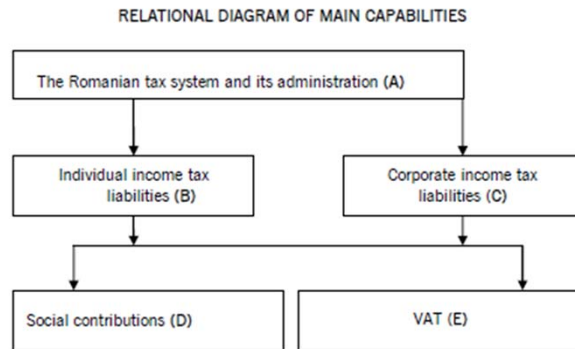 RELATIONAL DIAGRAM OF MAIN CAPABILITIES
The Romanian tax system and its administration (A)
Individual income tax
liabilities (B)
Corporate income tax
liabilities (C)
Social contributions (D)
VAT (E)